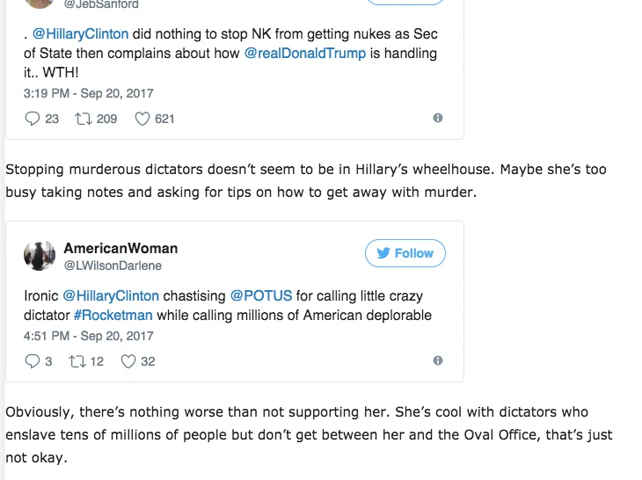 @JebSanford
. @HillaryClinton did nothing to stop NK from getting nukes as Sec
of State then complains about how @realDonaldTrump is handling
it.. WTH!
3:19 PM - Sep 20, 2017
23 209 621
Stopping murderous dictators doesn’t seem to be in Hillary’s wheelhouse. Maybe she’s too
busy taking notes and asking for tips on how to get away with murder.
AmericanWoman
Follow
@LWilsonDarlene
Ironic @HillaryClinton chastising @POTUS for calling little crazy
dictator #Rocketman while calling millions of American deplorable
4:51 PM - Sep 20, 2017
3 12 32
Obviously, there’s nothing worse than not supporting her. She’s cool with dictators who
enslave tens of millions of people but don’t get between her and the Oval Office, that’s just
not okay.